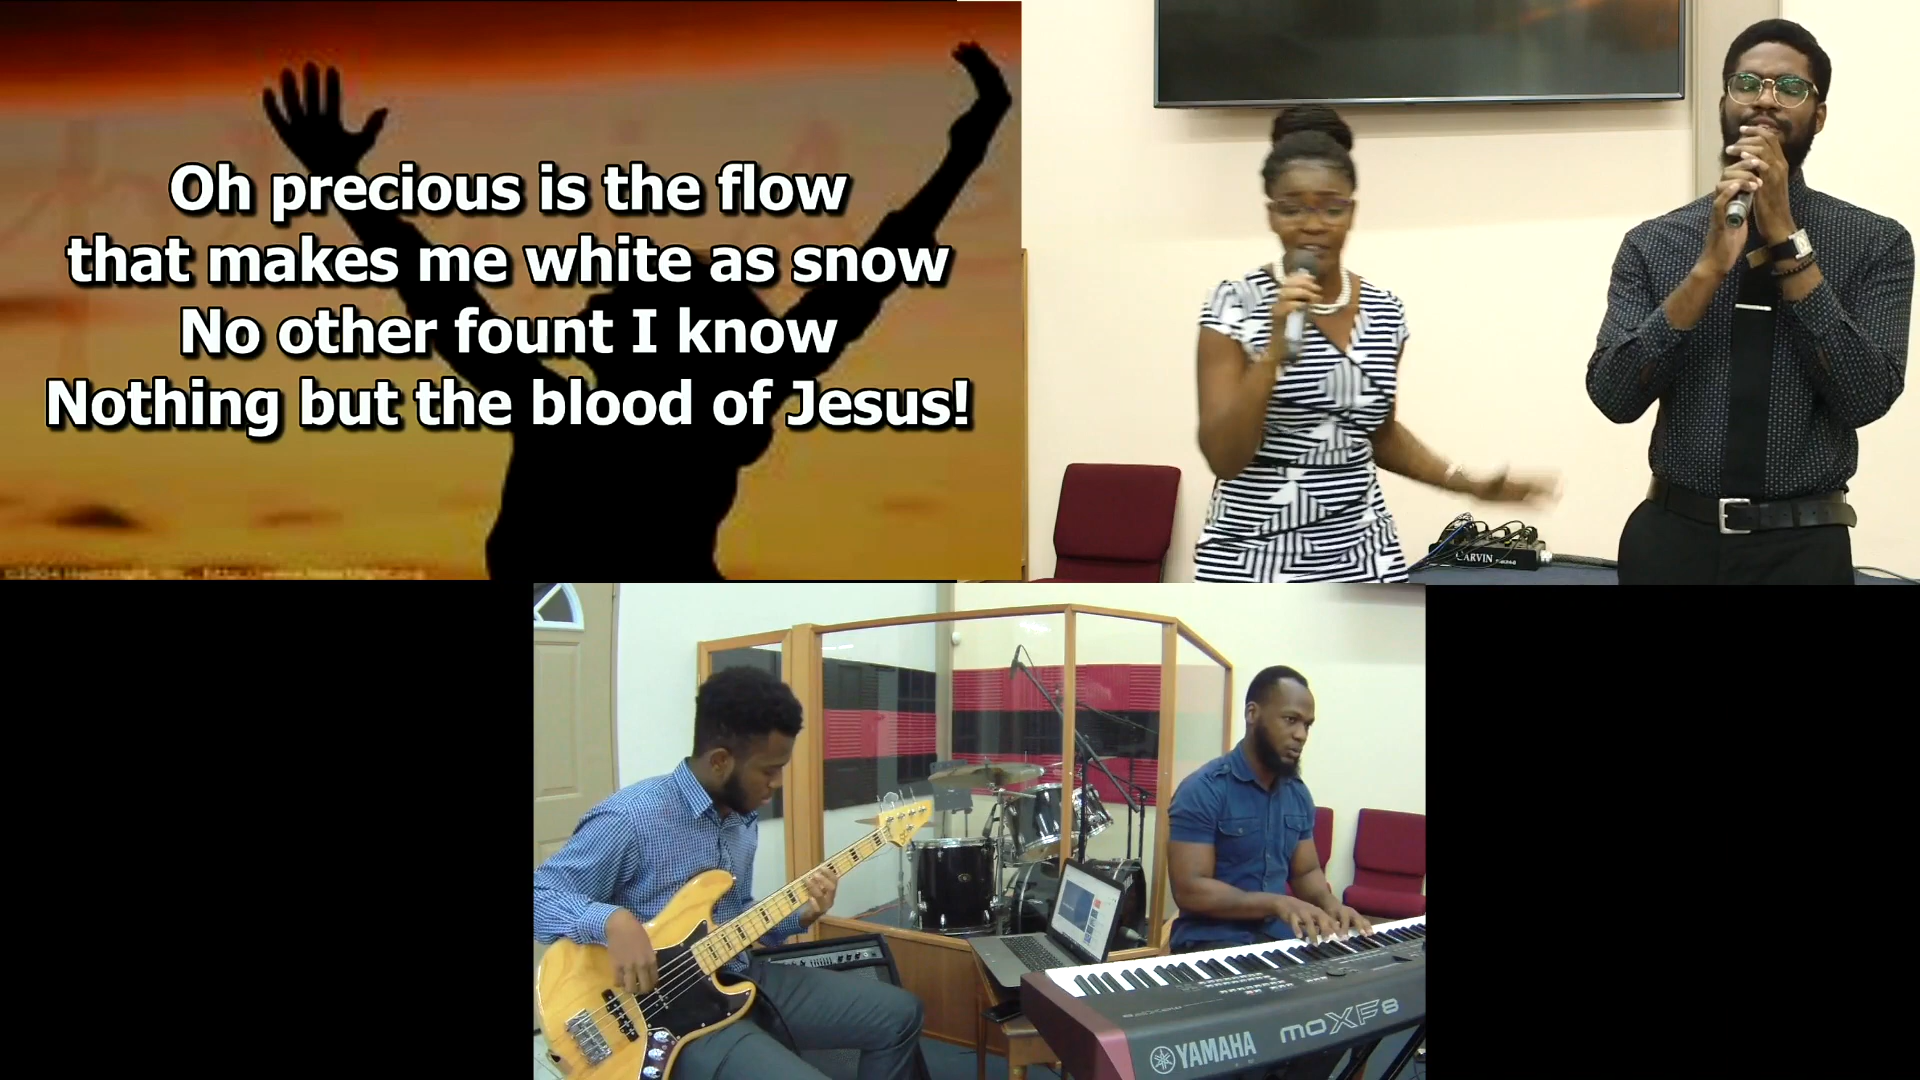 Oh precious is the flow
that makes me white as snow
No other fount I know
Nothing but the blood of Jesus!
CARVIN
YAMAHA MOXF8